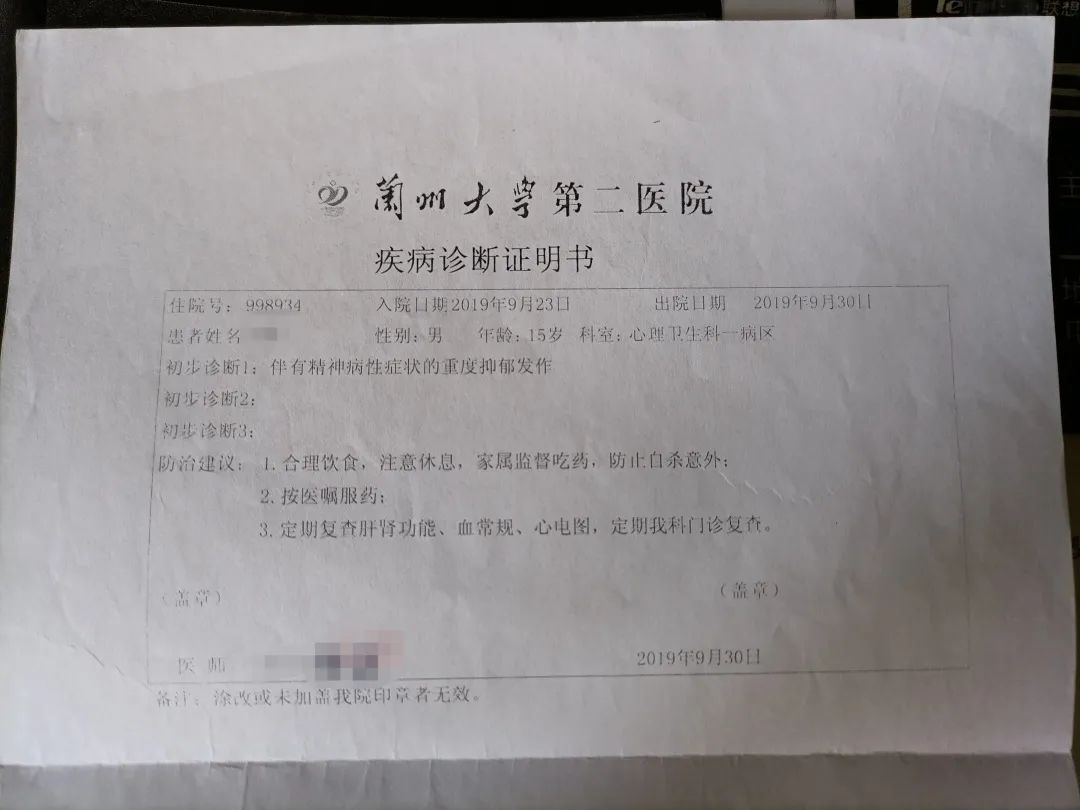 联想
兰州大学第二医院
疾病诊断证明书
住院号：998934 入院日期2019年9月23日 出院日期 2019年9月30日
患者姓名 性别：男 年龄：15岁 科室：心理卫生科一病区
初步诊断1：伴有精神病性症状的重度抑郁发作
初步诊断2：
初步诊断3：
防治建议：1.合理饮食，注意休息，家属监督吃药，防止自杀意外；
2.按医嘱服药；
3.定期复查肝肾功能、血常规、心电图，定期我科门诊复查。
（盖章） （盖章）
医 师 2019年9月30日
备注：涂改或未加盖我院印章者无效。